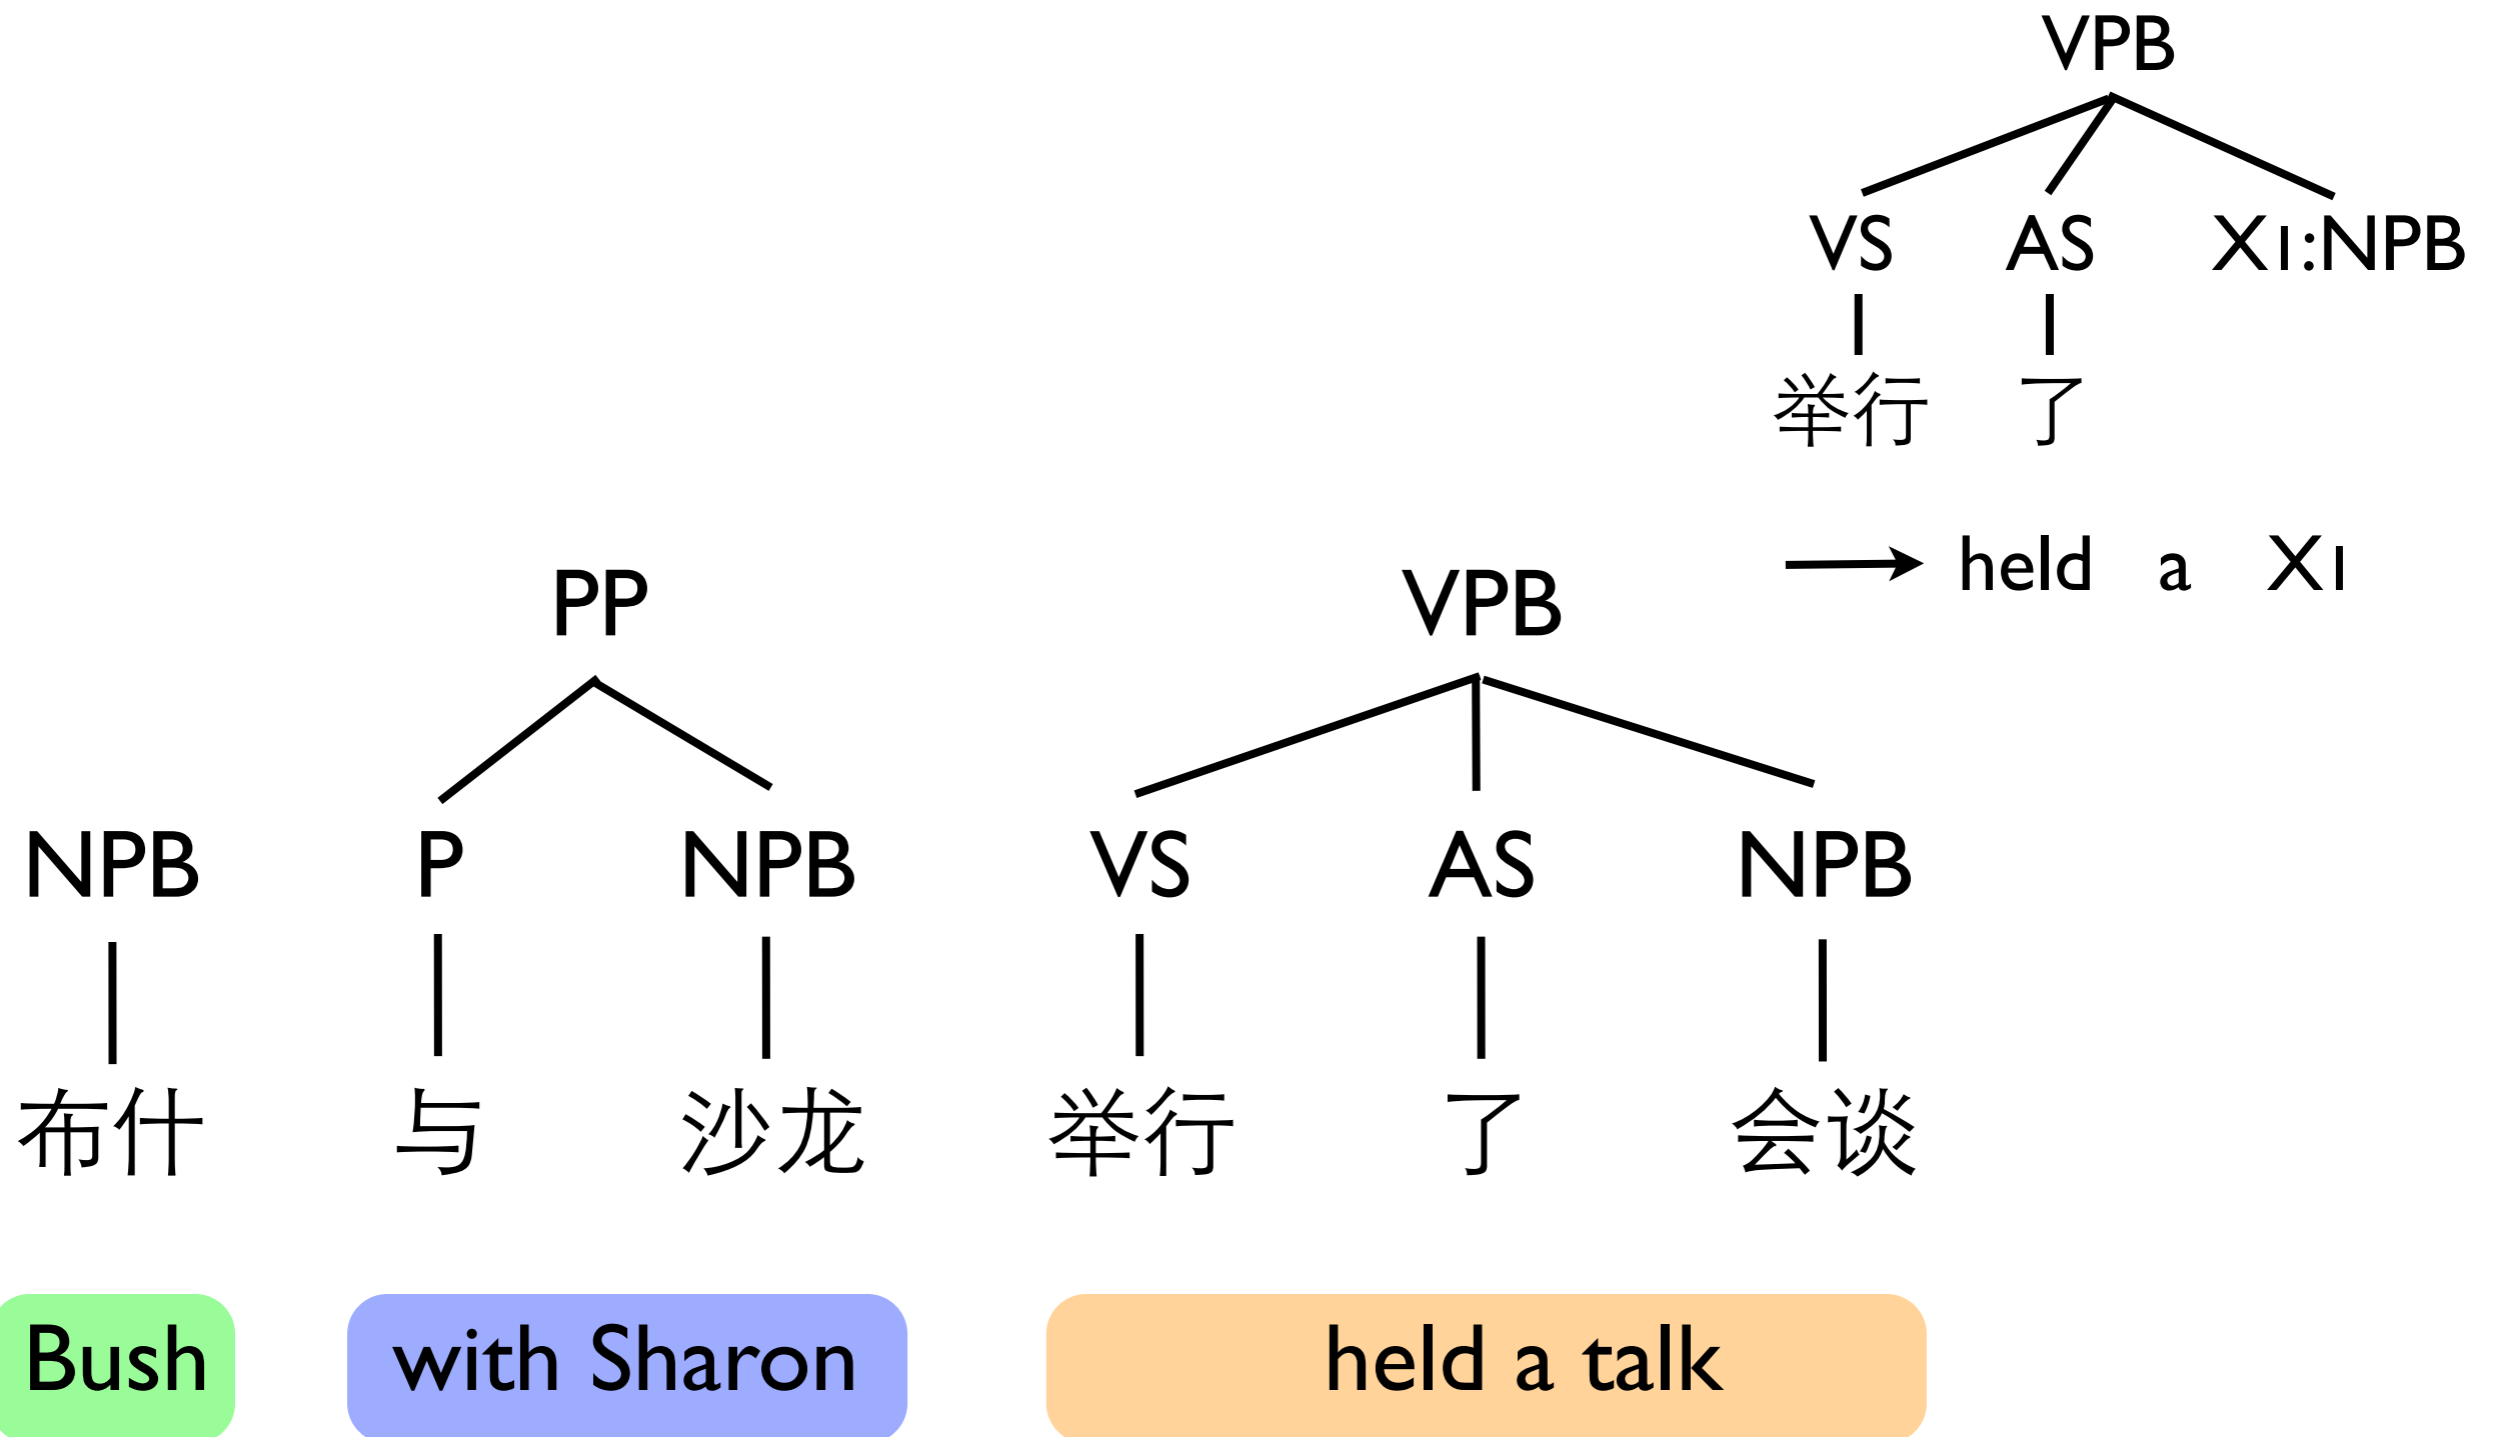 VPB
VS AS X1:NPB
举行 了
held a X1
PP VPB
NPB P NPB VS AS NPB
布什 与 沙龙 举行 了 会谈
Bush with Sharon held a talk